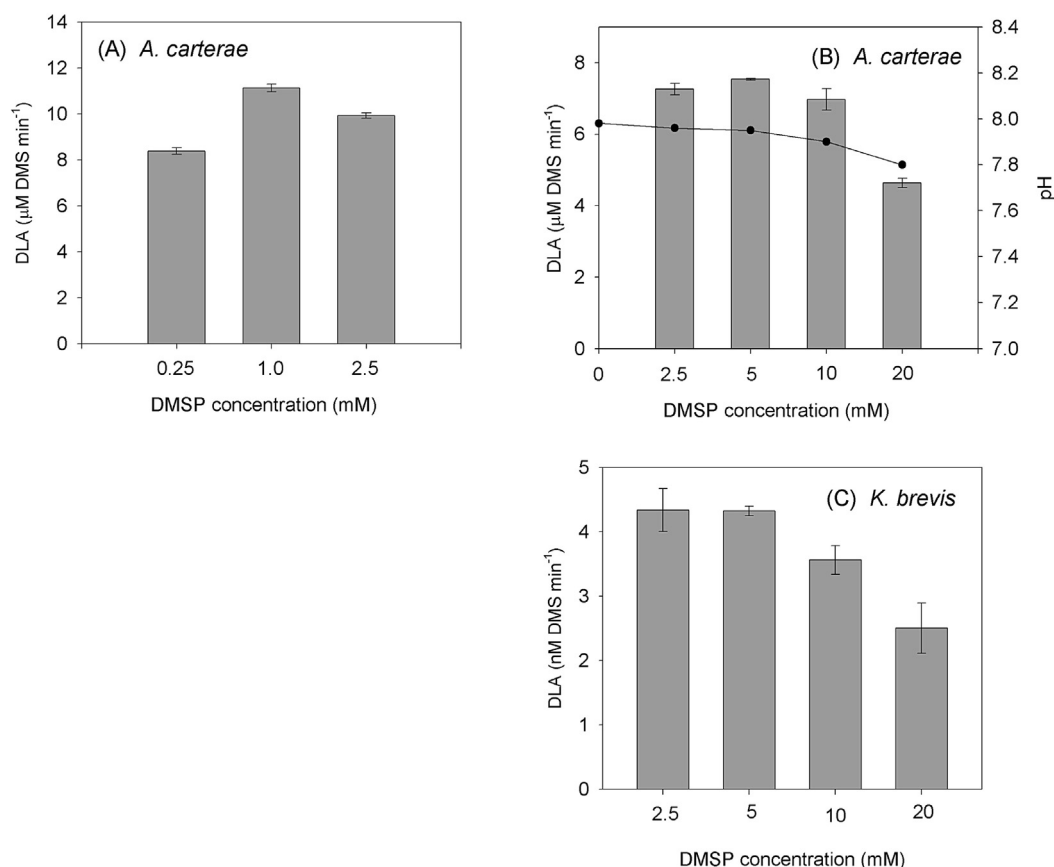 (A) A. carterae
14
12
10
8
6
4
2
0
DLA (μM DMS min⁻¹)
0.25 1.0 2.5
DMSP concentration (mM)
(B) A. carterae
8
6
4
2
0
DLA (μM DMS min⁻¹)
8.4
8.2
8.0
7.8
7.6
7.4
7.2
7.0
pH
0 2.5 5 10 20
DMSP concentration (mM)
(C) K. brevis
5
4
3
2
1
0
DLA (nM DMS min⁻¹)
2.5 5 10 20
DMSP concentration (mM)